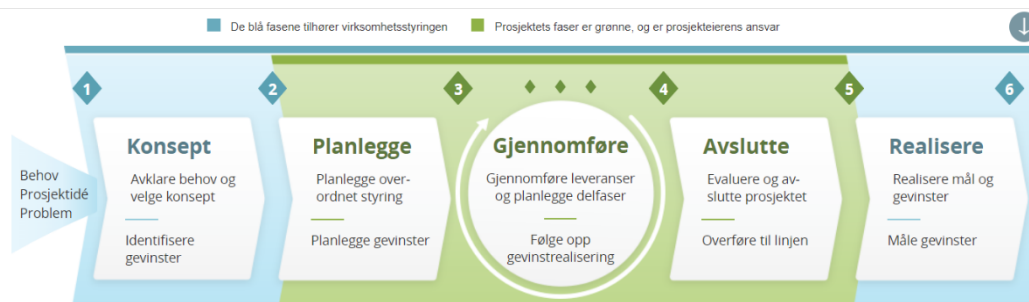 De blå fasene tilhører virksomhetsstyringen
Prosjektets faser er grønne, og er prosjekteierens ansvar
1
2
3
4
5
6
Behov
Prosjektidé
Problem
Konsept
Avklare behov og
velge konsept
Identifisere
gevinster
Planlegge
Planlegge over-
ordnet styring
Planlegge gevinster
Gjennomføre
Gjennomføre leveranser
og planlegge delfaser
Følge opp
gevinstrealisering
Avslutte
Evaluere og av-
slutte prosjektet
Overføre til linjen
Realisere
Realisere mål og
gevinster
Måle gevinster